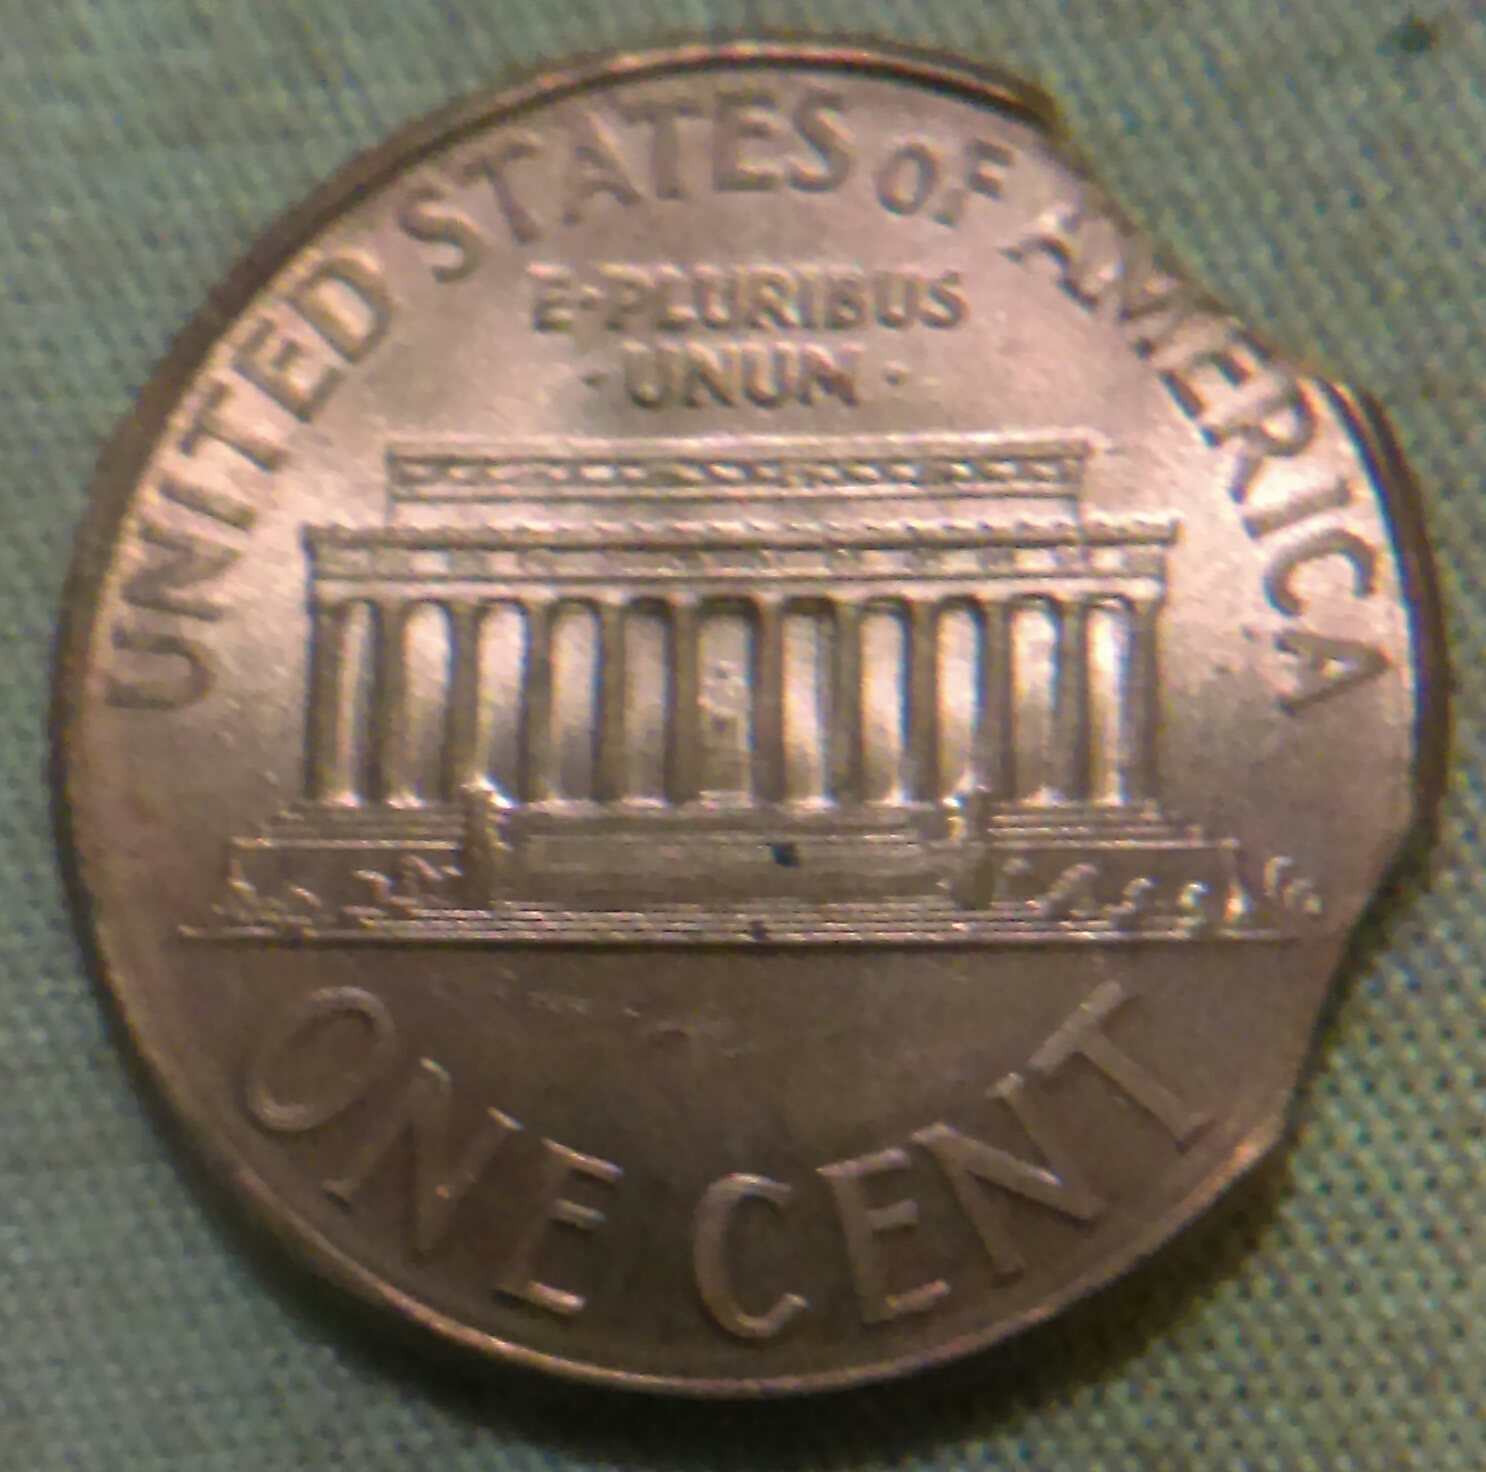 UNITED STATES OF AMERICA
E·PLURIBUS
·UNUM·
ONE CENT